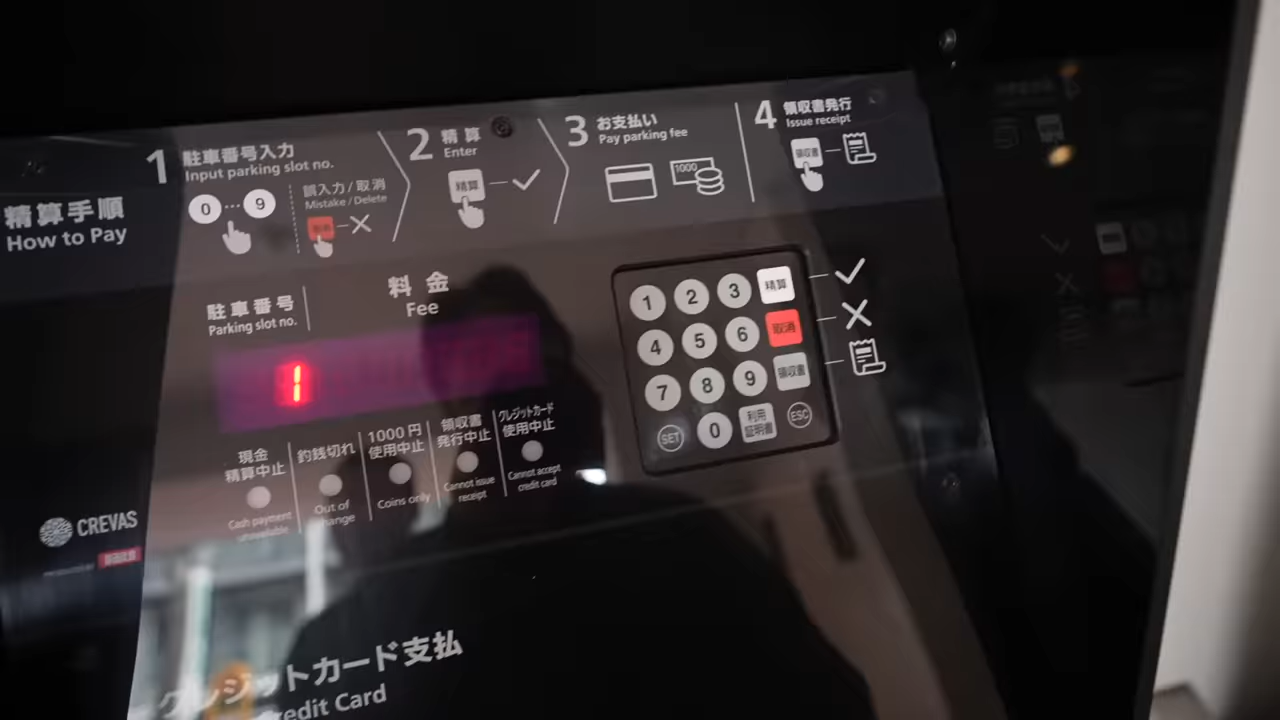 精算手順
How to Pay
1 駐車番号入力
Input parking slot no.
0 … 9
誤入力/取消
Mistake/Delete
2 精算
Enter
精算
3 お支払い
Pay parking fee
1000
4 領収書発行
Issue receipt
領収書
駐車番号
Parking slot no.
料金
Fee
1
現金
精算中止
Cash payment
unavailable
釣銭切れ
Out of
change
1000円
使用中止
Coins only
領収書
発行中止
Cannot issue
receipt
クレジットカード
使用中止
Cannot accept
credit card
1 2 3 精算
4 5 6 取消
7 8 9 領収書
SET 0 利用
証明書 ESC
CREVAS
クレジットカード支払
Credit Card